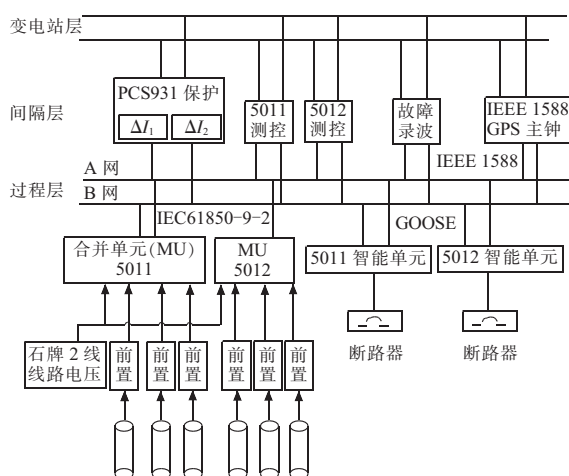 变电站层
PCS931 保护
ΔI₁
ΔI₂
5011
测控
5012
测控
故障
录波
IEEE 1588
GPS 主钟
间隔层
IEEE 1588
A 网
过程层
B 网
IEC61850-9-2
GOOSE
合并单元(MU)
5011
MU
5012
5011 智能单元
5012 智能单元
石牌 2 线
线路电压
前置
前置
前置
前置
前置
前置
断路器
断路器